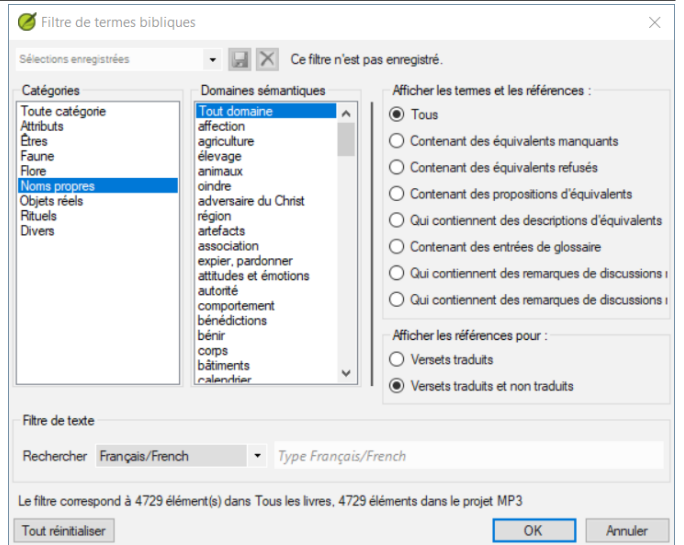 Filtre de termes bibliques
Sélections enregistrées
Ce filtre n'est pas enregistré.
Catégories
Toute catégorie
Attributs
Êtres
Faune
Flore
Noms propres
Objets réels
Rituels
Divers
Domaines sémantiques
Tout domaine
affection
agriculture
élevage
animaux
oindre
adversaire du Christ
région
artefacts
association
expier, pardonner
attitudes et émotions
autorité
comportement
bénédictions
bénir
corps
bâtiments
calendrier
Afficher les termes et les références :
Tous
Contenant des équivalents manquants
Contenant des équivalents refusés
Contenant des propositions d'équivalents
Qui contiennent des descriptions d'équivalents
Contenant des entrées de glossaire
Qui contiennent des remarques de discussions
Qui contiennent des remarques de discussions
Afficher les références pour :
Versets traduits
Versets traduits et non traduits
Filtre de texte
Rechercher Français/French Type Français/French
Le filtre correspond à 4729 élément(s) dans Tous les livres, 4729 éléments dans le projet MP3
Tout réinitialiser OK Annuler